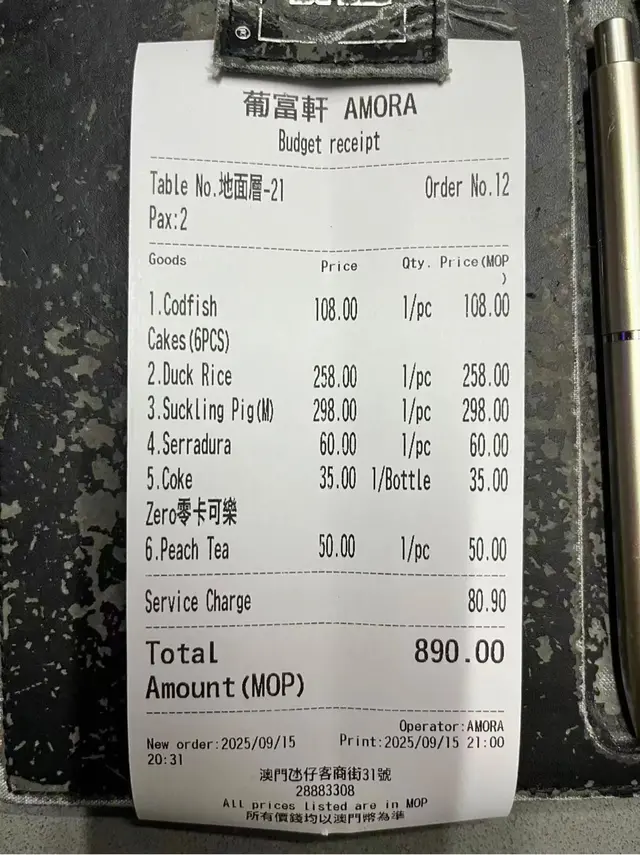 葡富軒 AMORA
Budget receipt
Table No.地面層-21 Order No.12
Pax:2
Goods Price Qty. Price(MOP
)
1.Codfish 108.00 1/pc 108.00
Cakes(6PCS)
2.Duck Rice 258.00 1/pc 258.00
3.Suckling Pig(M) 298.00 1/pc 298.00
4.Serradura 60.00 1/pc 60.00
5.Coke 35.00 1/Bottle 35.00
Zero零卡可樂
6.Peach Tea 50.00 1/pc 50.00
Service Charge 80.90
Total 890.00
Amount(MOP)
Operator:AMORA
New order:2025/09/15 Print:2025/09/15 21:00
20:31
澳門氹仔客商街31號
28883308
All prices listed are in MOP
所有價錢均以澳門幣為準